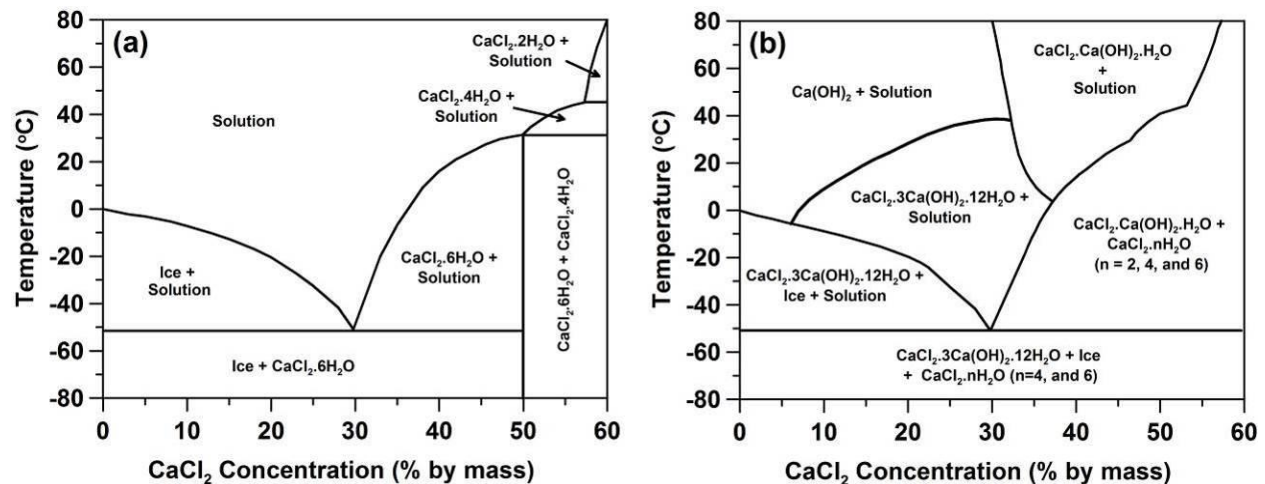 (a)
80
60
40
20
0
-20
-40
-60
-80
Temperature (°C)
CaCl₂.2H₂O +
Solution
CaCl₂.4H₂O +
Solution
Solution
CaCl₂.6H₂O +
Solution
Ice +
Solution
CaCl₂.6H₂O + CaCl₂.4H₂O
Ice + CaCl₂.6H₂O
0 10 20 30 40 50 60
CaCl₂ Concentration (% by mass)
(b)
80
60
40
20
0
-20
-40
-60
-80
Temperature (°C)
CaCl₂.Ca(OH)₂.H₂O
+
Solution
Ca(OH)₂ + Solution
CaCl₂.3Ca(OH)₂.12H₂O +
Solution
CaCl₂.Ca(OH)₂.H₂O +
CaCl₂.nH₂O
(n = 2, 4, and 6)
CaCl₂.3Ca(OH)₂.12H₂O +
Ice + Solution
CaCl₂.3Ca(OH)₂.12H₂O + Ice
+ CaCl₂.nH₂O (n=4, and 6)
0 10 20 30 40 50 60
CaCl₂ Concentration (% by mass)